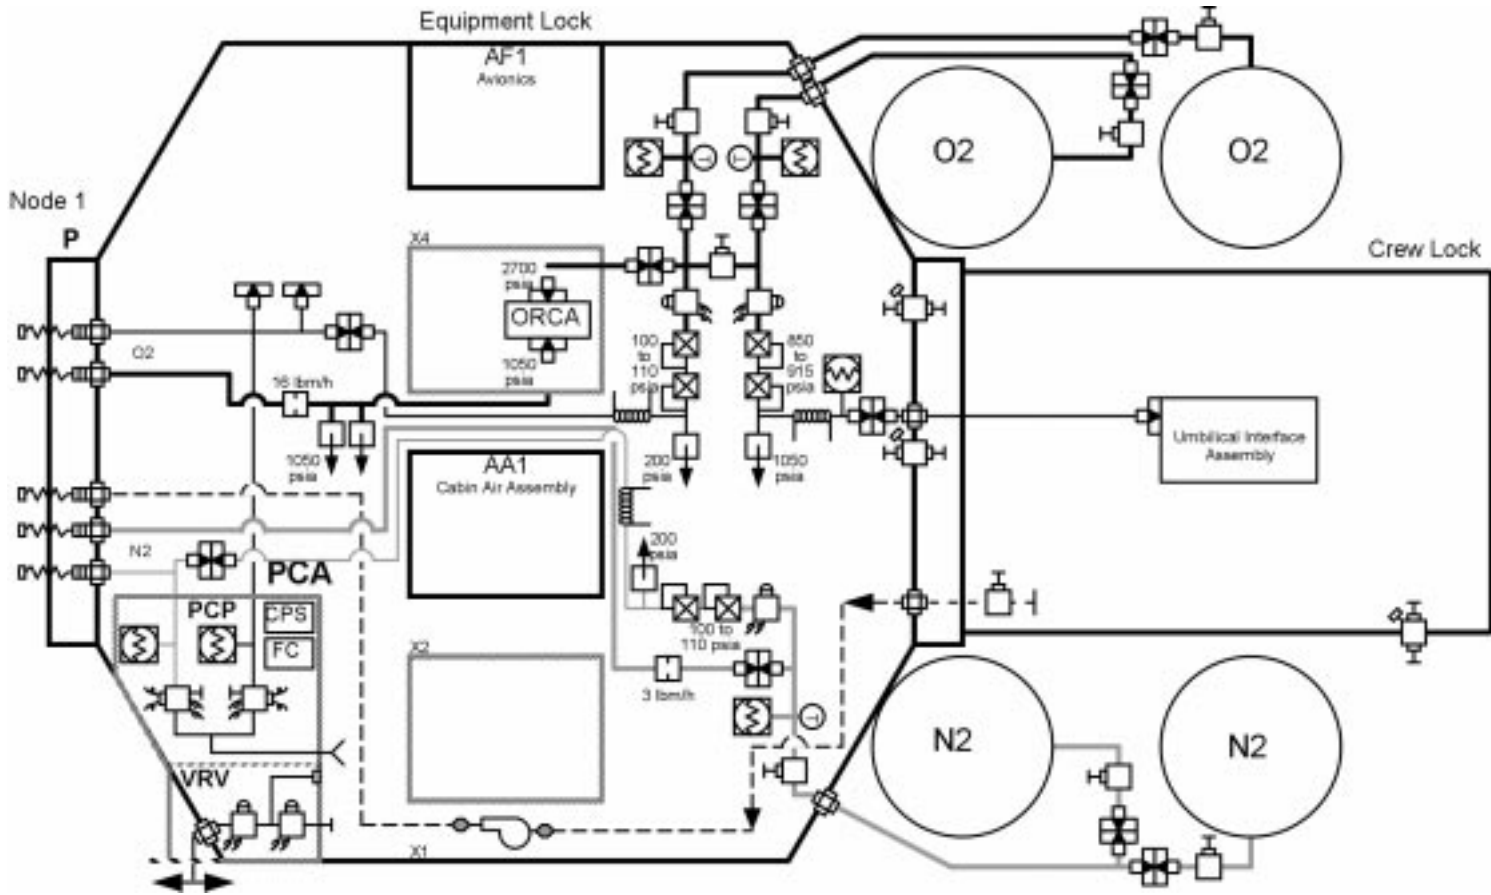 Equipment Lock
AF1
Avionics
O2
O2
Node 1
P
T
T
X4
2700
psia
ORCA
1050
psia
Crew Lock
O2
16 lbm/h
100
to
110
psia
850
to
915
psia
1050
psia
200
psia
1050
psia
Umbilical Interface
Assembly
AA1
Cabin Air Assembly
N2
PCA
200
psia
PCP
CPS
FC
100 to
110 psia
X2
3 lbm/h
T
N2
N2
VRV
X1